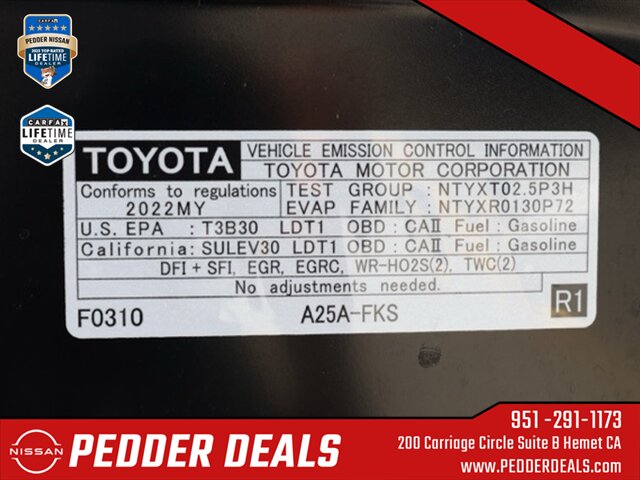 CARFAX
PEDDER NISSAN
2023 TOP-RATED
LIFETIME
DEALER
CARFAX
LIFETIME
DEALER
TOYOTA VEHICLE EMISSION CONTROL INFORMATION
TOYOTA MOTOR CORPORATION
Conforms to regulations TEST GROUP : NTYXT02.5P3H
2022MY EVAP FAMILY : NTYXR0130P72
U.S. EPA : T3B30 LDT1 OBD : CAII Fuel : Gasoline
California: SULEV30 LDT1 OBD : CAII Fuel : Gasoline
DFI + SFI, EGR, EGRC, WR-HO2S(2), TWC(2)
No adjustments needed.
F0310 A25A-FKS R1
951 -291-1173
NISSAN PEDDER DEALS
200 Carriage Circle Suite B Hemet CA
www.PEDDERDEALS.com